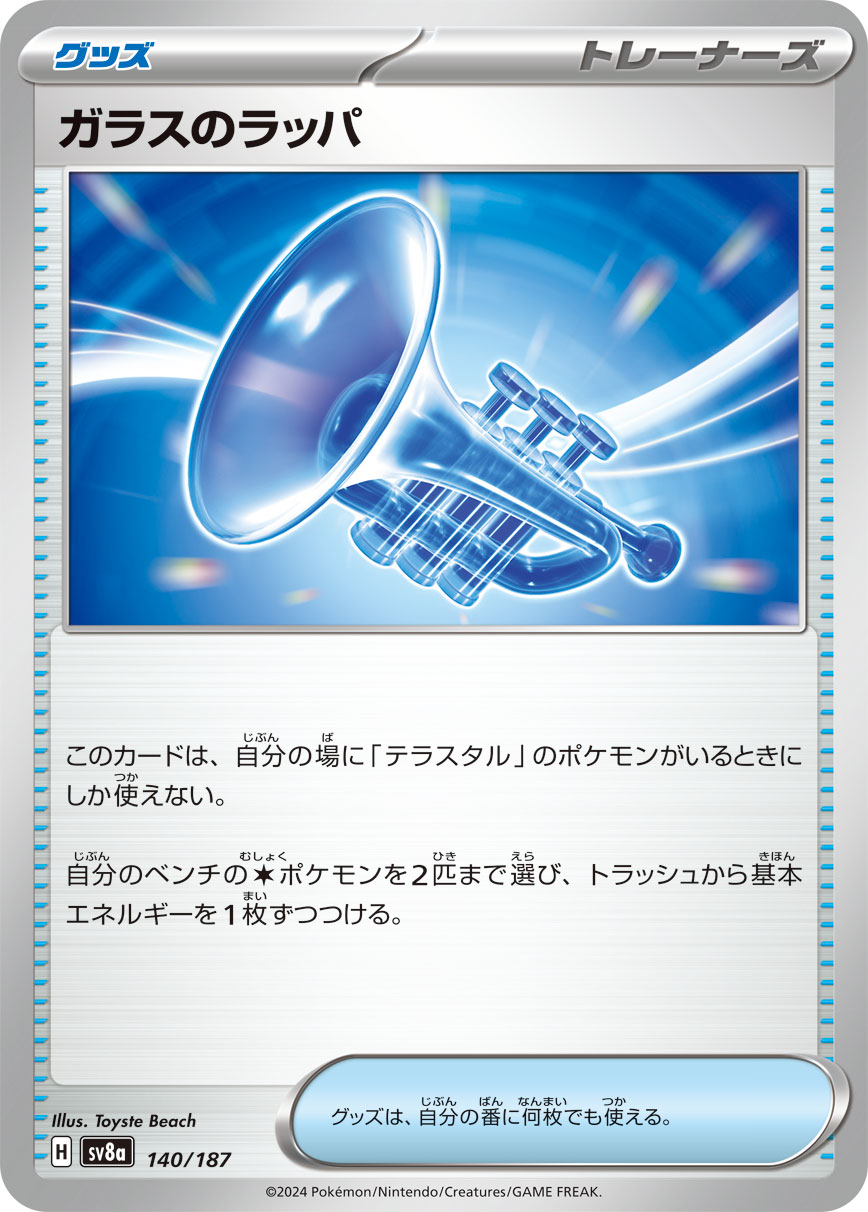 グッズ
トレーナーズ
ガラスのラッパ
このカードは、自分の場に「テラスタル」のポケモンがいるときに
しか使えない。
自分のベンチの✶ポケモンを2匹まで選び、トラッシュから基本
エネルギーを1枚ずつつける。
グッズは、自分の番に何枚でも使える。
Illus. Toyste Beach
H sv8a 140/187
©2024 Pokémon/Nintendo/Creatures/GAME FREAK.